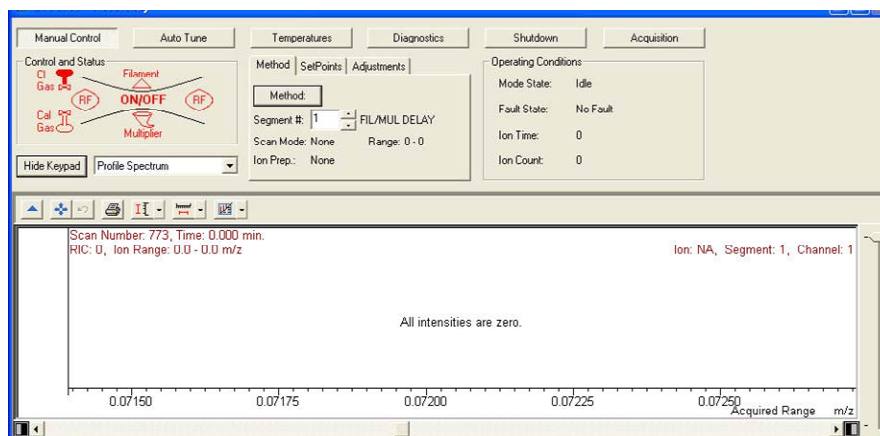 Manual Control Auto Tune Temperatures Diagnostics Shutdown Acquisition
Control and Status
CI Gas
Filament
RF ON/OFF RF
Cal Gas
Multiplier
Hide Keypad Profile Spectrum
Method SetPoints Adjustments
Method:
Segment #: 1 FIL/MUL DELAY
Scan Mode: None Range: 0 - 0
Ion Prep.: None
Operating Conditions
Mode State: Idle
Fault State: No Fault
Ion Time: 0
Ion Count: 0
Scan Number: 773, Time: 0.000 min.
RIC: 0, Ion Range: 0.0 - 0.0 m/z Ion: NA, Segment: 1, Channel: 1
All intensities are zero.
0.07150 0.07175 0.07200 0.07225 0.07250
Acquired Range m/z